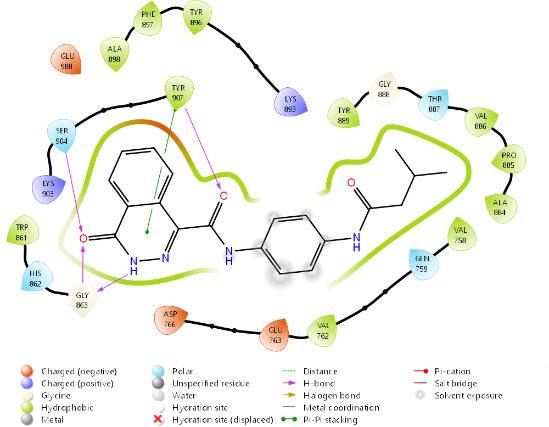 PHE
897
TYR
896
ALA
898
GLU
988
TYR
907
LYS
893
GLY
888
THR
887
TYR
889
VAL
886
PRO
885
ALA
884
SER
904
LYS
903
TRP
861
HIS
862
GLY
863
VAL
758
GLN
759
VAL
762
GLU
763
ASP
766
O
O
O
N
N
H
N
H
N
H
Charged (negative)
Charged (positive)
Glycine
Hydrophobic
Metal
Polar
Unspecified residue
Water
Hydration site
Hydration site (displaced)
Distance
H-bond
Halogen bond
Metal coordination
Pi-Pi stacking
Pi-cation
Salt bridge
Solvent exposure